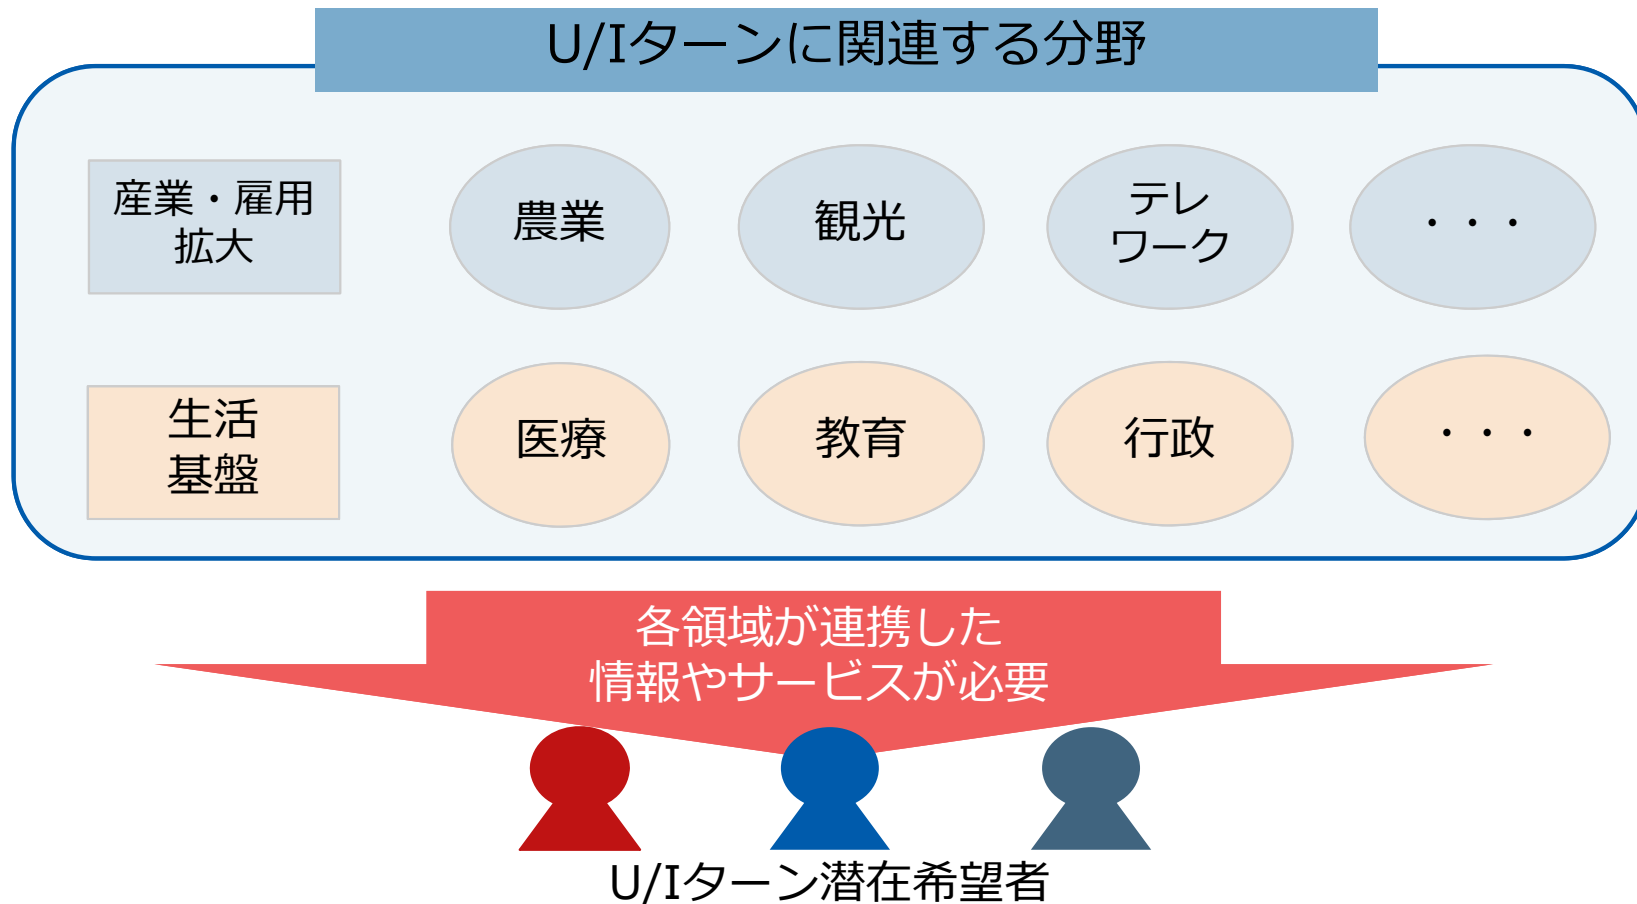 U/Iターンに関連する分野
産業・雇用
拡大
農業
観光
テレ
ワーク
・・・
生活
基盤
医療
教育
行政
・・・
各領域が連携した
情報やサービスが必要
U/Iターン潜在希望者